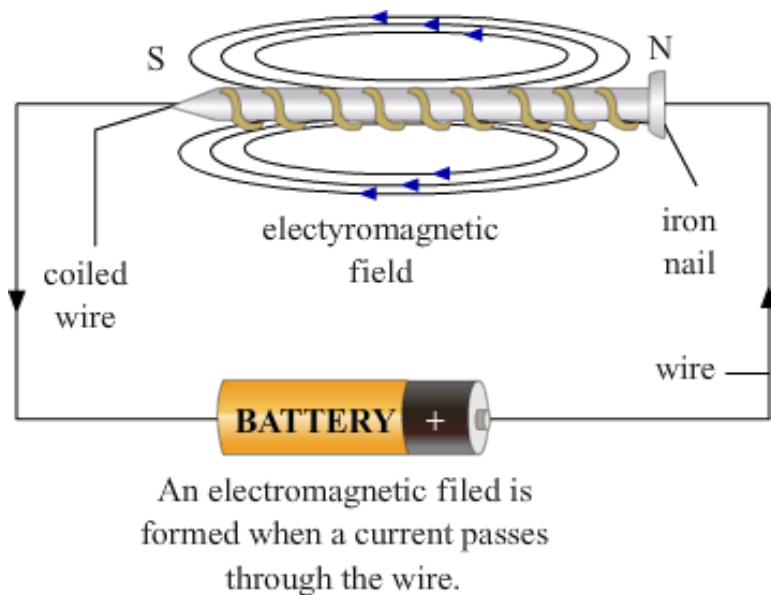 S
N
electyromagnetic
field
iron
nail
coiled
wire
wire
BATTERY +
An electromagnetic filed is
formed when a current passes
through the wire.